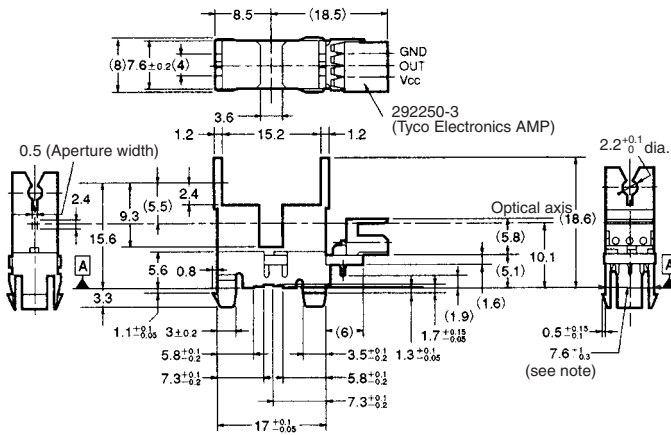 8.5
(18.5)
(8)
7.6±0.2
(4)
GND
OUT
Vcc
3.6
292250-3
(Tyco Electronics AMP)
1.2
15.2
1.2
0.5 (Aperture width)
2.2 +0.1 0 dia.
2.4
2.4
(5.5)
9.3
15.6
Optical axis
(18.6)
(5.8)
10.1
A
5.6
0.8
(5.1)
A
3.3
(1.6)
(1.9)
1.1 +0.1 -0.05
3±0.2
(6)
1.7 +0.15 -0.05
0.5 +0.15 -0.1
5.8 +0.1 -0.2
3.5 +0.1 -0.2
1.3 +0.1 -0.05
7.3 +0.1 -0.2
5.8 +0.1 -0.2
(see note)
7.3 +0.1 -0.2
17 +0.1 -0.05